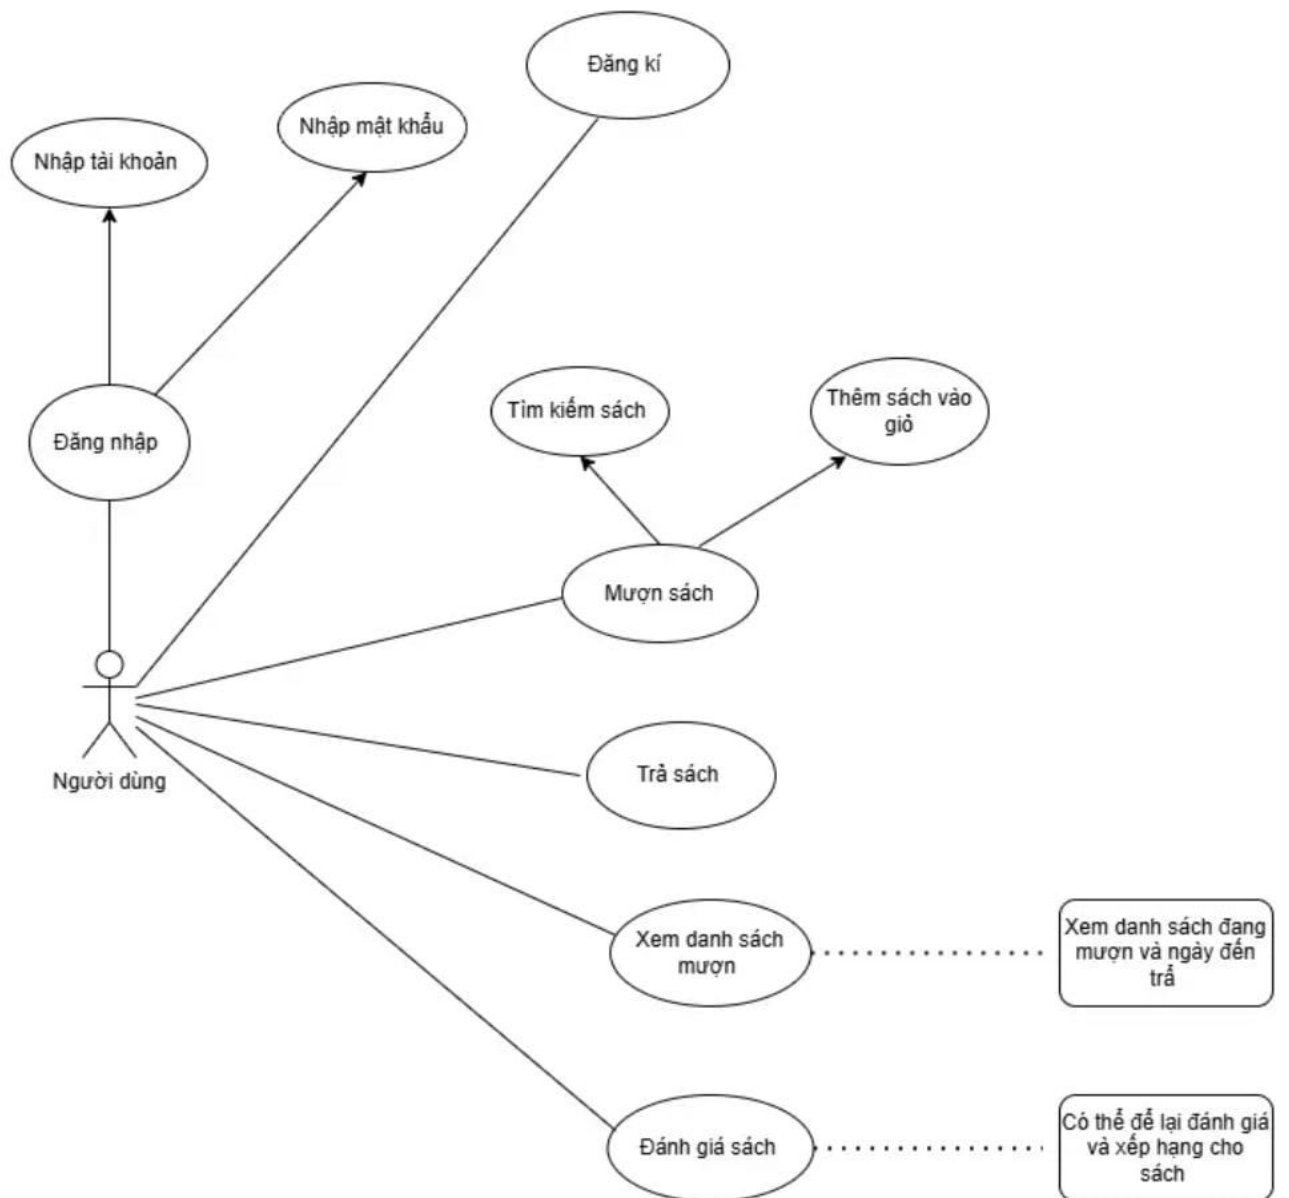 Đăng kí
Nhập mật khẩu
Nhập tài khoản
Tìm kiếm sách
Thêm sách vào
giỏ
Đăng nhập
Mượn sách
Người dùng
Trả sách
Xem danh sách
mượn
Xem danh sách đang
mượn và ngày đến
trả
Đánh giá sách
Có thể để lại đánh giá
và xếp hạng cho
sách